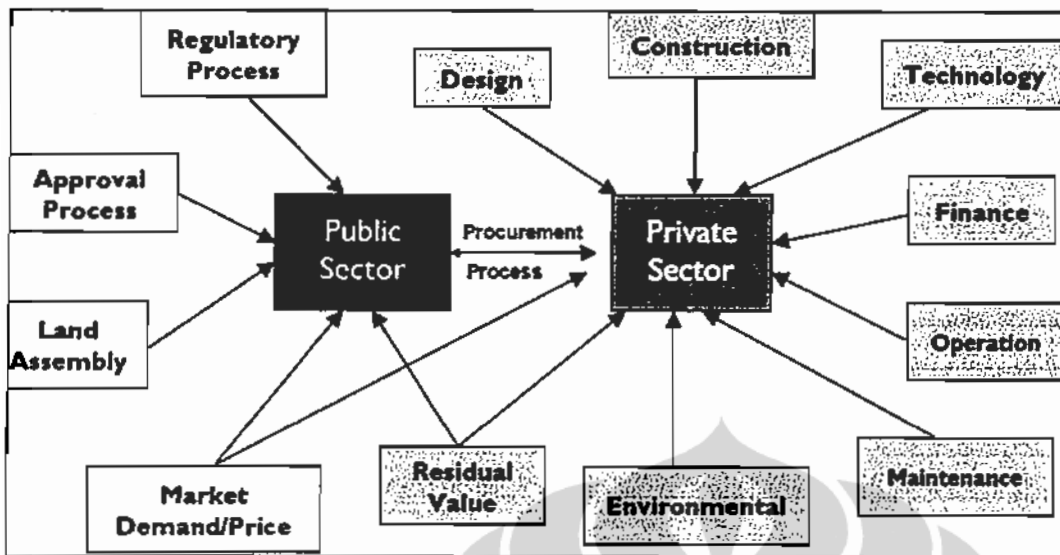 Regulatory
Process
Design
Construction
Technology
Approval
Process
Public
Sector
Procurement
Process
Private
Sector
Finance
Land
Assembly
Operation
Market
Demand/Price
Residual
Value
Environmental
Maintenance